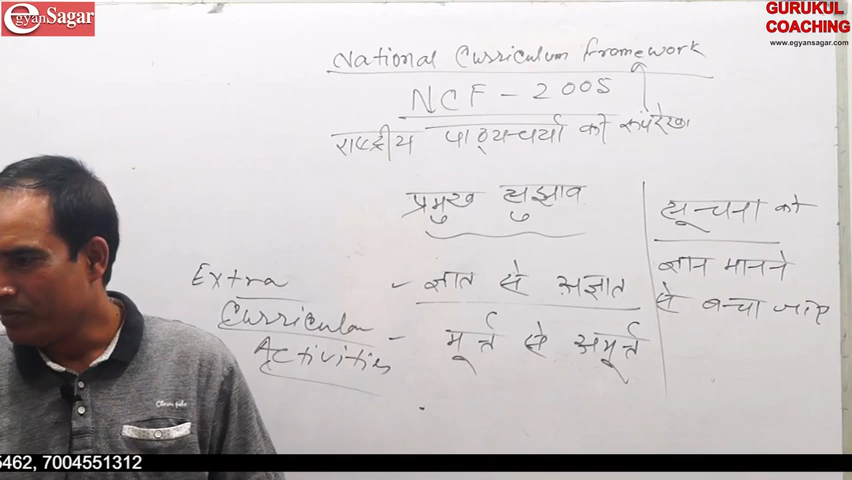 egyanSagar
GURUKUL
COACHING
www.egyansagar.com
National Curriculum Framework
NCF - 2005
राष्ट्रीय पाठ्यचर्या की रूपरेखा
प्रमुख सुझाव
- ज्ञात से अज्ञात
- मूर्त्त से अमूर्त्त
सूचना को
ज्ञान मानने
से बचा जाए
Extra
Curricular
Activities
5462, 7004551312